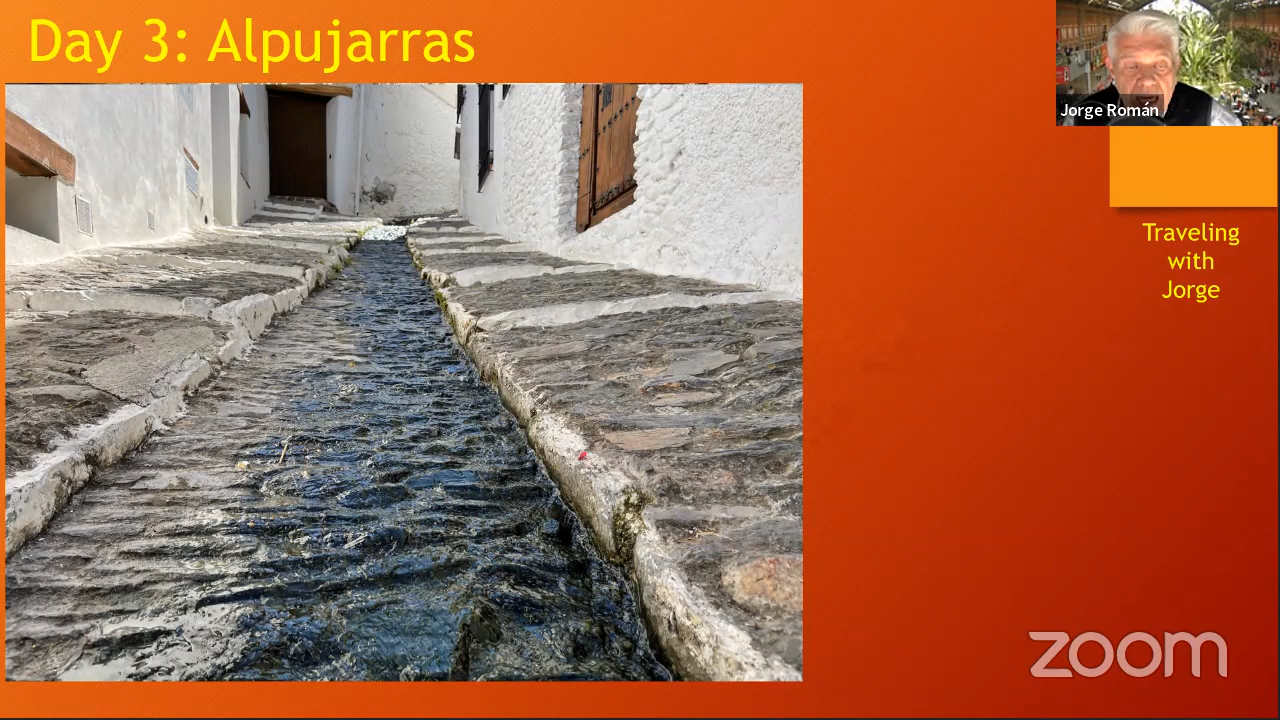 Day 3: Alpujarras
Jorge Román
Traveling
with
Jorge
zoom